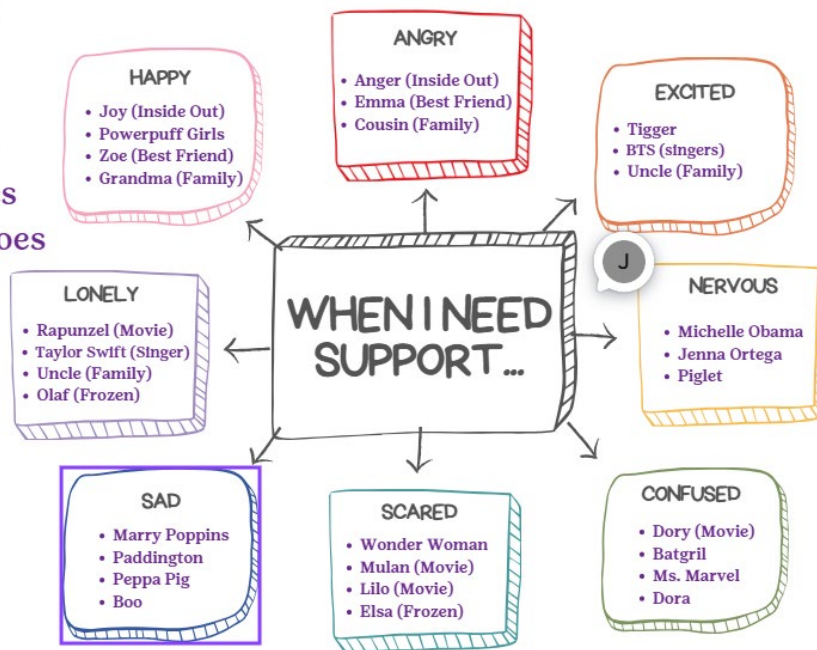 HAPPY
• Joy (Inside Out)
• Powerpuff Girls
• Zoe (Best Friend)
• Grandma (Family)
ANGRY
• Anger (Inside Out)
• Emma (Best Friend)
• Cousin (Family)
EXCITED
• Tigger
• BTS (singers)
• Uncle (Family)
J
LONELY
• Rapunzel (Movie)
• Taylor Swift (Singer)
• Uncle (Family)
• Olaf (Frozen)
WHEN I NEED
SUPPORT...
NERVOUS
• Michelle Obama
• Jenna Ortega
• Piglet
SAD
• Marry Poppins
• Paddington
• Peppa Pig
• Boo
SCARED
• Wonder Woman
• Mulan (Movie)
• Lilo (Movie)
• Elsa (Frozen)
CONFUSED
• Dory (Movie)
• Batgril
• Ms. Marvel
• Dora